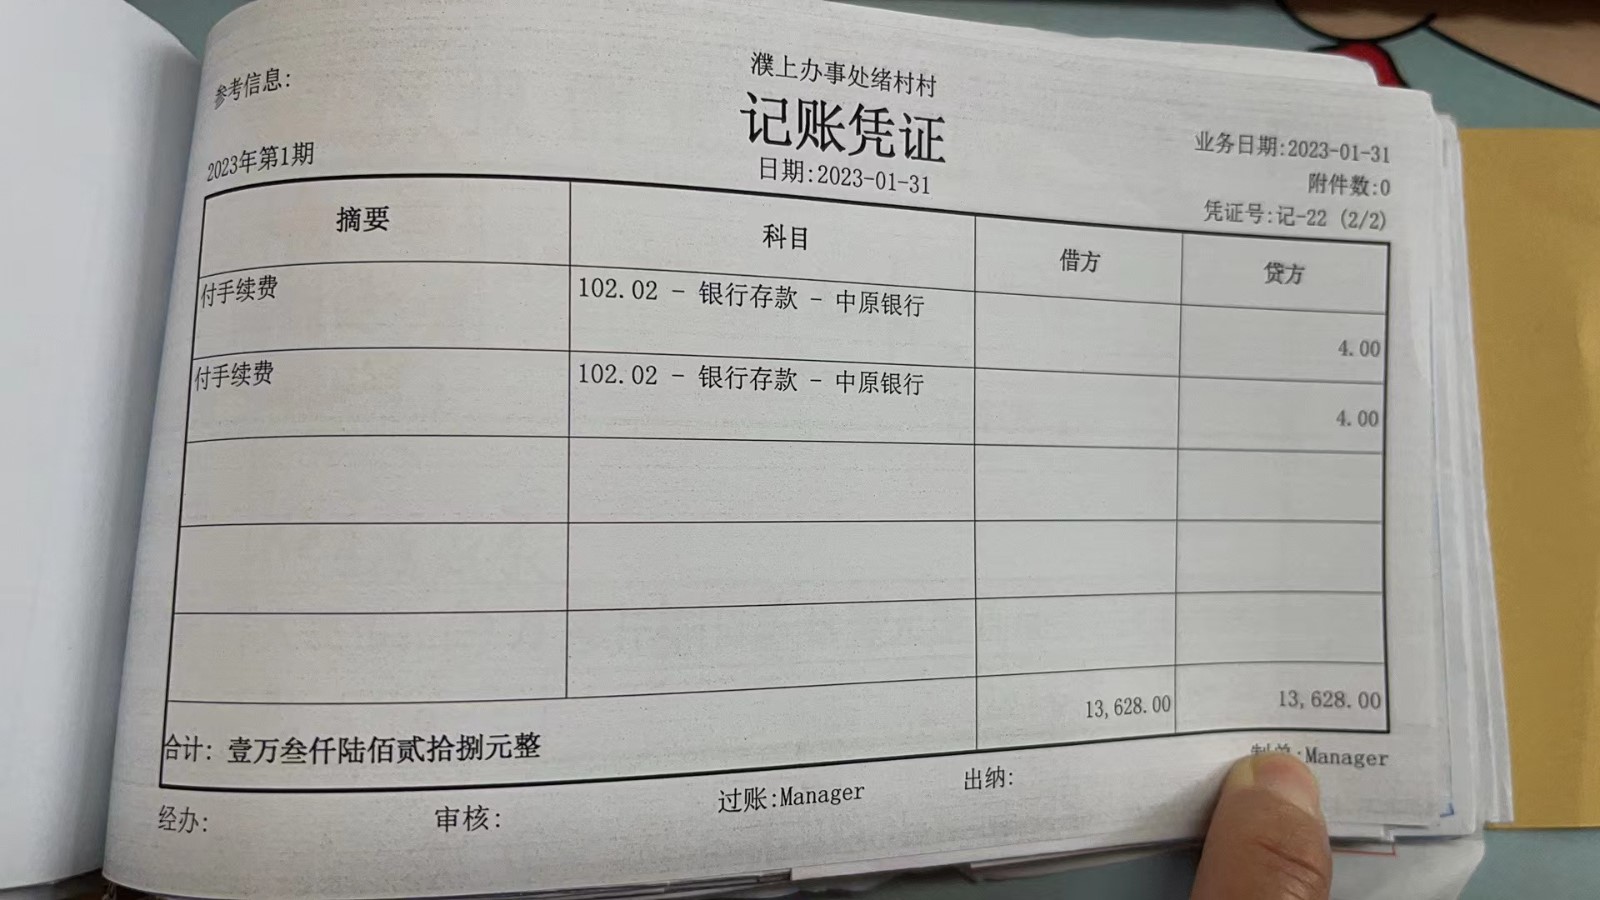 参考信息:
濮上办事处绪村村
记账凭证
日期:2023-01-31
2023年第1期
业务日期:2023-01-31
附件数:0
凭证号:记-22 (2/2)
摘要 科目 借方 贷方
付手续费 102.02 - 银行存款 - 中原银行 4.00
付手续费 102.02 - 银行存款 - 中原银行 4.00
合计: 壹万叁仟陆佰贰拾捌元整 13,628.00 13,628.00
经办: 审核: 过账:Manager 出纳: 制单:Manager